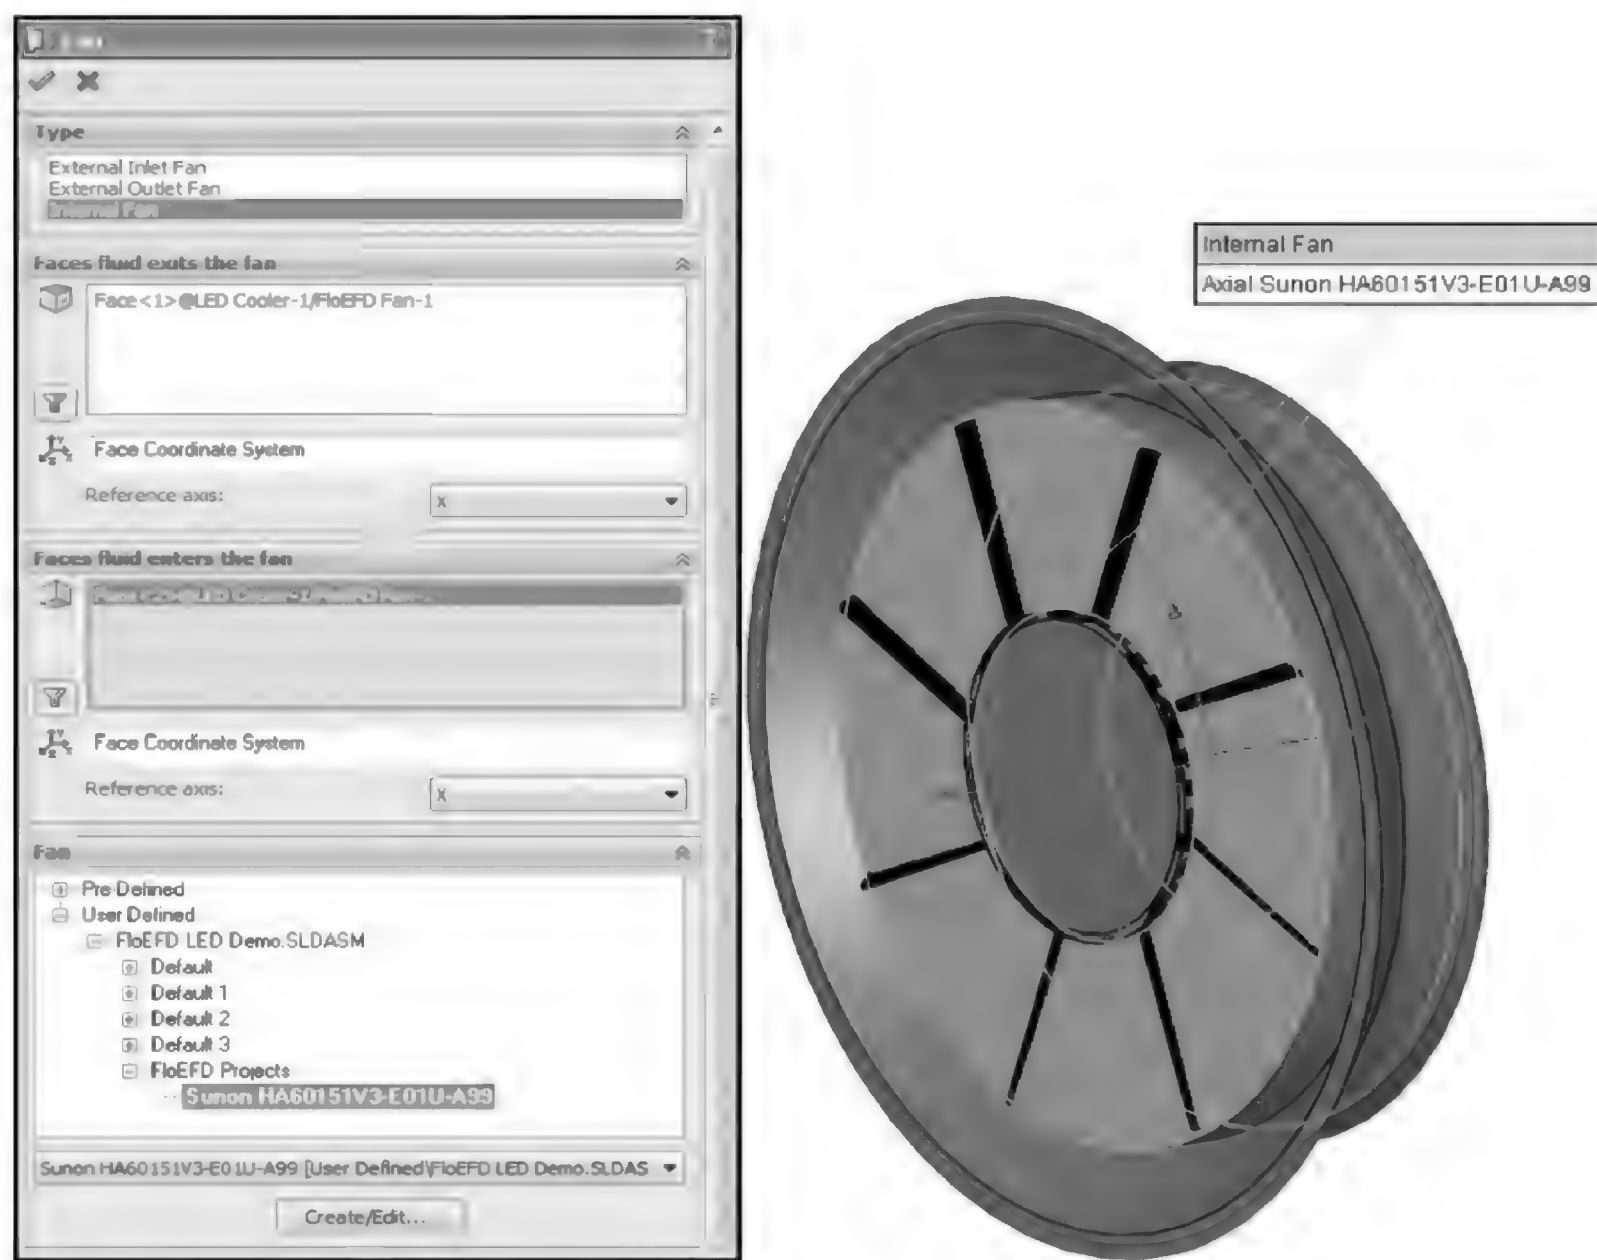 Fan
Type
External Inlet Fan
External Outlet Fan
Internal Fan
Faces fluid exits the fan
Face<1>@LED Cooler-1/FloEFD Fan-1
Face Coordinate System
Reference axis:
X
Faces fluid enters the fan
Face Coordinate System
Reference axis:
X
Fan
Pre-Defined
User Defined
FloEFD LED Demo.SLDASM
Default
Default 1
Default 2
Default 3
FloEFD Projects
Sunon HA60151V3-E01U-A99
Sunon HA60151V3-E01U-A99 [User Defined\FloEFD LED Demo.SLDAS
Create/Edit...
Internal Fan
Axial Sunon HA60151V3-E01U-A99